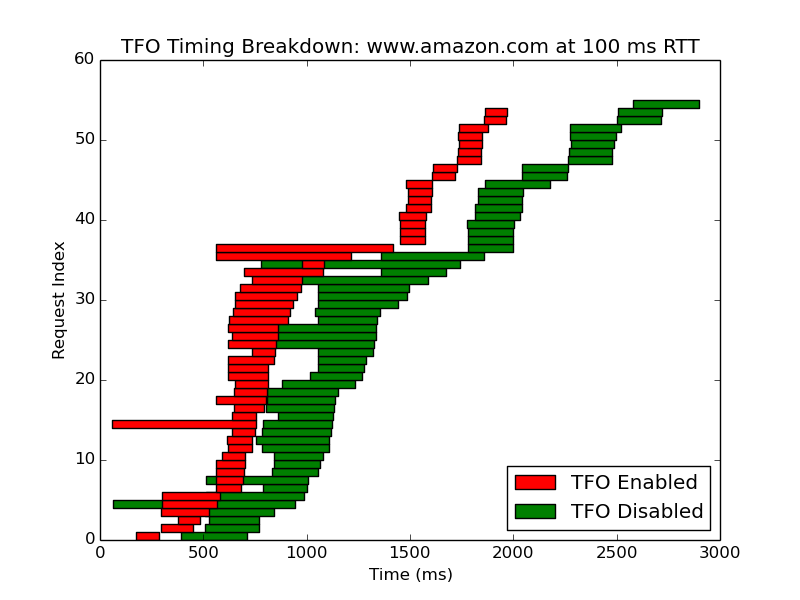 TFO Timing Breakdown: www.amazon.com at 100 ms RTT
60
50
40
30
20
10
0
Request Index
TFO Enabled
TFO Disabled
0 500 1000 1500 2000 2500 3000
Time (ms)